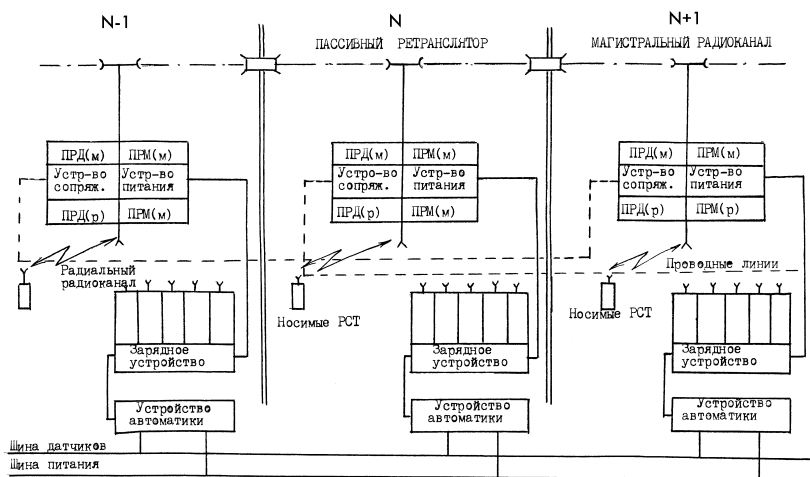 N-1
N
N+1
ПАССИВНЫЙ РЕТРАНСЛЯТОР
МАГИСТРАЛЬНЫЙ РАДИОКАНАЛ
ПРД(м)
ПРМ(м)
Устр-во
сопряж.
Устр-во
питания
ПРД(р)
ПРМ(м)
ПРД(м)
ПРМ(м)
Устро-во
сопряж.
Устр-во
питания
ПРД(р)
ПРМ(м)
ПРД(м)
ПРМ(м)
Устр-во
сопряж.
Устр-во
питания
ПРД(р)
ПРМ(р)
Радиальный
радиоканал
Проводные линии
Носимые РСТ
Носимые РСТ
Зарядное
устройство
Зарядное
устройство
Зарядное
устройство
Устройство
автоматики
Устройство
автоматики
Устройство
автоматики
Шина датчиков
Шина питания